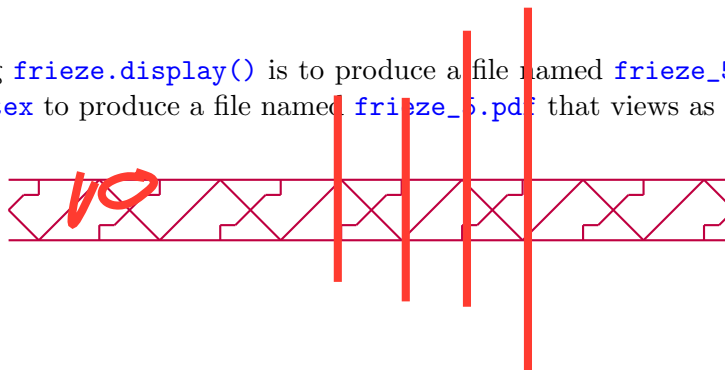 frieze.display() is to produce a file named frieze_5
ex to produce a file named frieze_5.pdf that views as